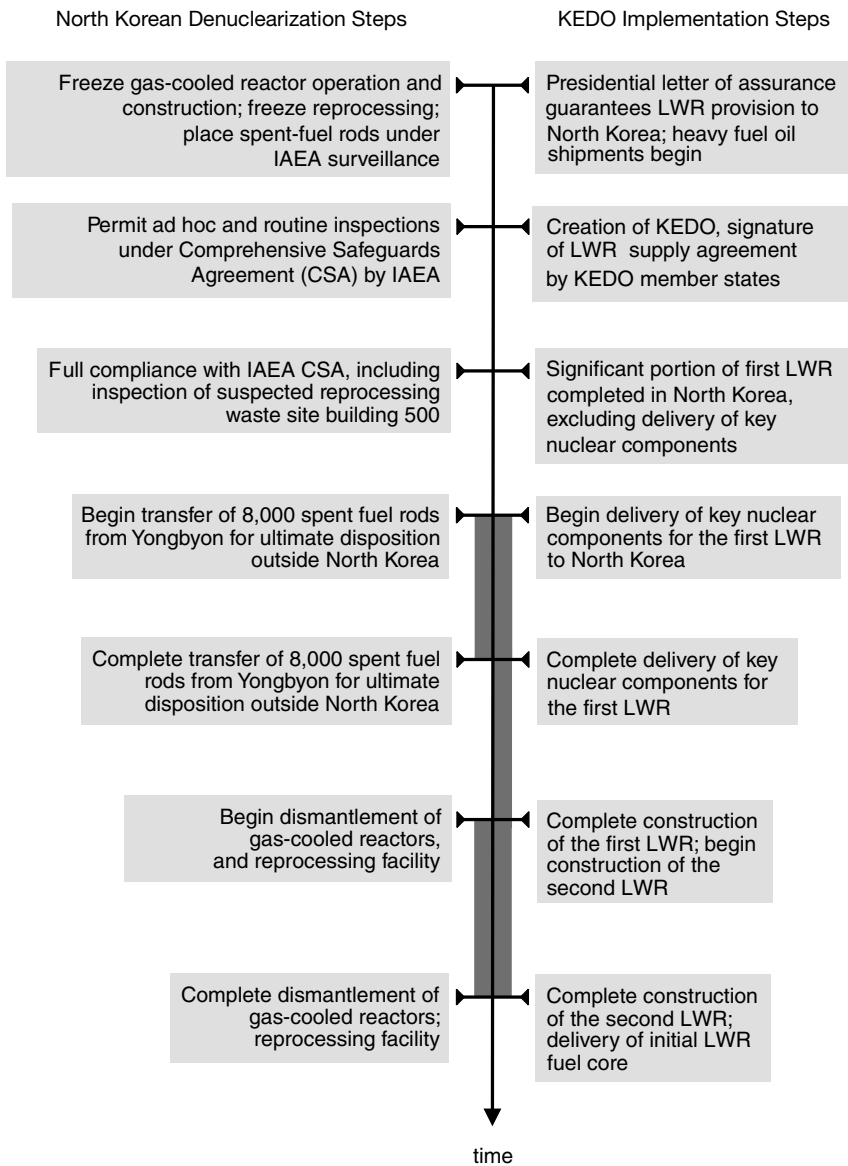 North Korean Denuclearization Steps
KEDO Implementation Steps
Freeze gas-cooled reactor operation and
construction; freeze reprocessing;
place spent-fuel rods under
IAEA surveillance
Presidential letter of assurance
guarantees LWR provision to
North Korea; heavy fuel oil
shipments begin
Permit ad hoc and routine inspections
under Comprehensive Safeguards
Agreement (CSA) by IAEA
Creation of KEDO, signature
of LWR supply agreement
by KEDO member states
Full compliance with IAEA CSA, including
inspection of suspected reprocessing
waste site building 500
Significant portion of first LWR
completed in North Korea,
excluding delivery of key
nuclear components
Begin transfer of 8,000 spent fuel rods
from Yongbyon for ultimate disposition
outside North Korea
Begin delivery of key nuclear
components for the first LWR
to North Korea
Complete transfer of 8,000 spent fuel
rods from Yongbyon for ultimate
disposition outside North Korea
Complete delivery of key
nuclear components for
the first LWR
Begin dismantlement of
gas-cooled reactors,
and reprocessing facility
Complete construction
of the first LWR; begin
construction of the
second LWR
Complete dismantlement of
gas-cooled reactors;
reprocessing facility
Complete construction
of the second LWR;
delivery of initial LWR
fuel core
time